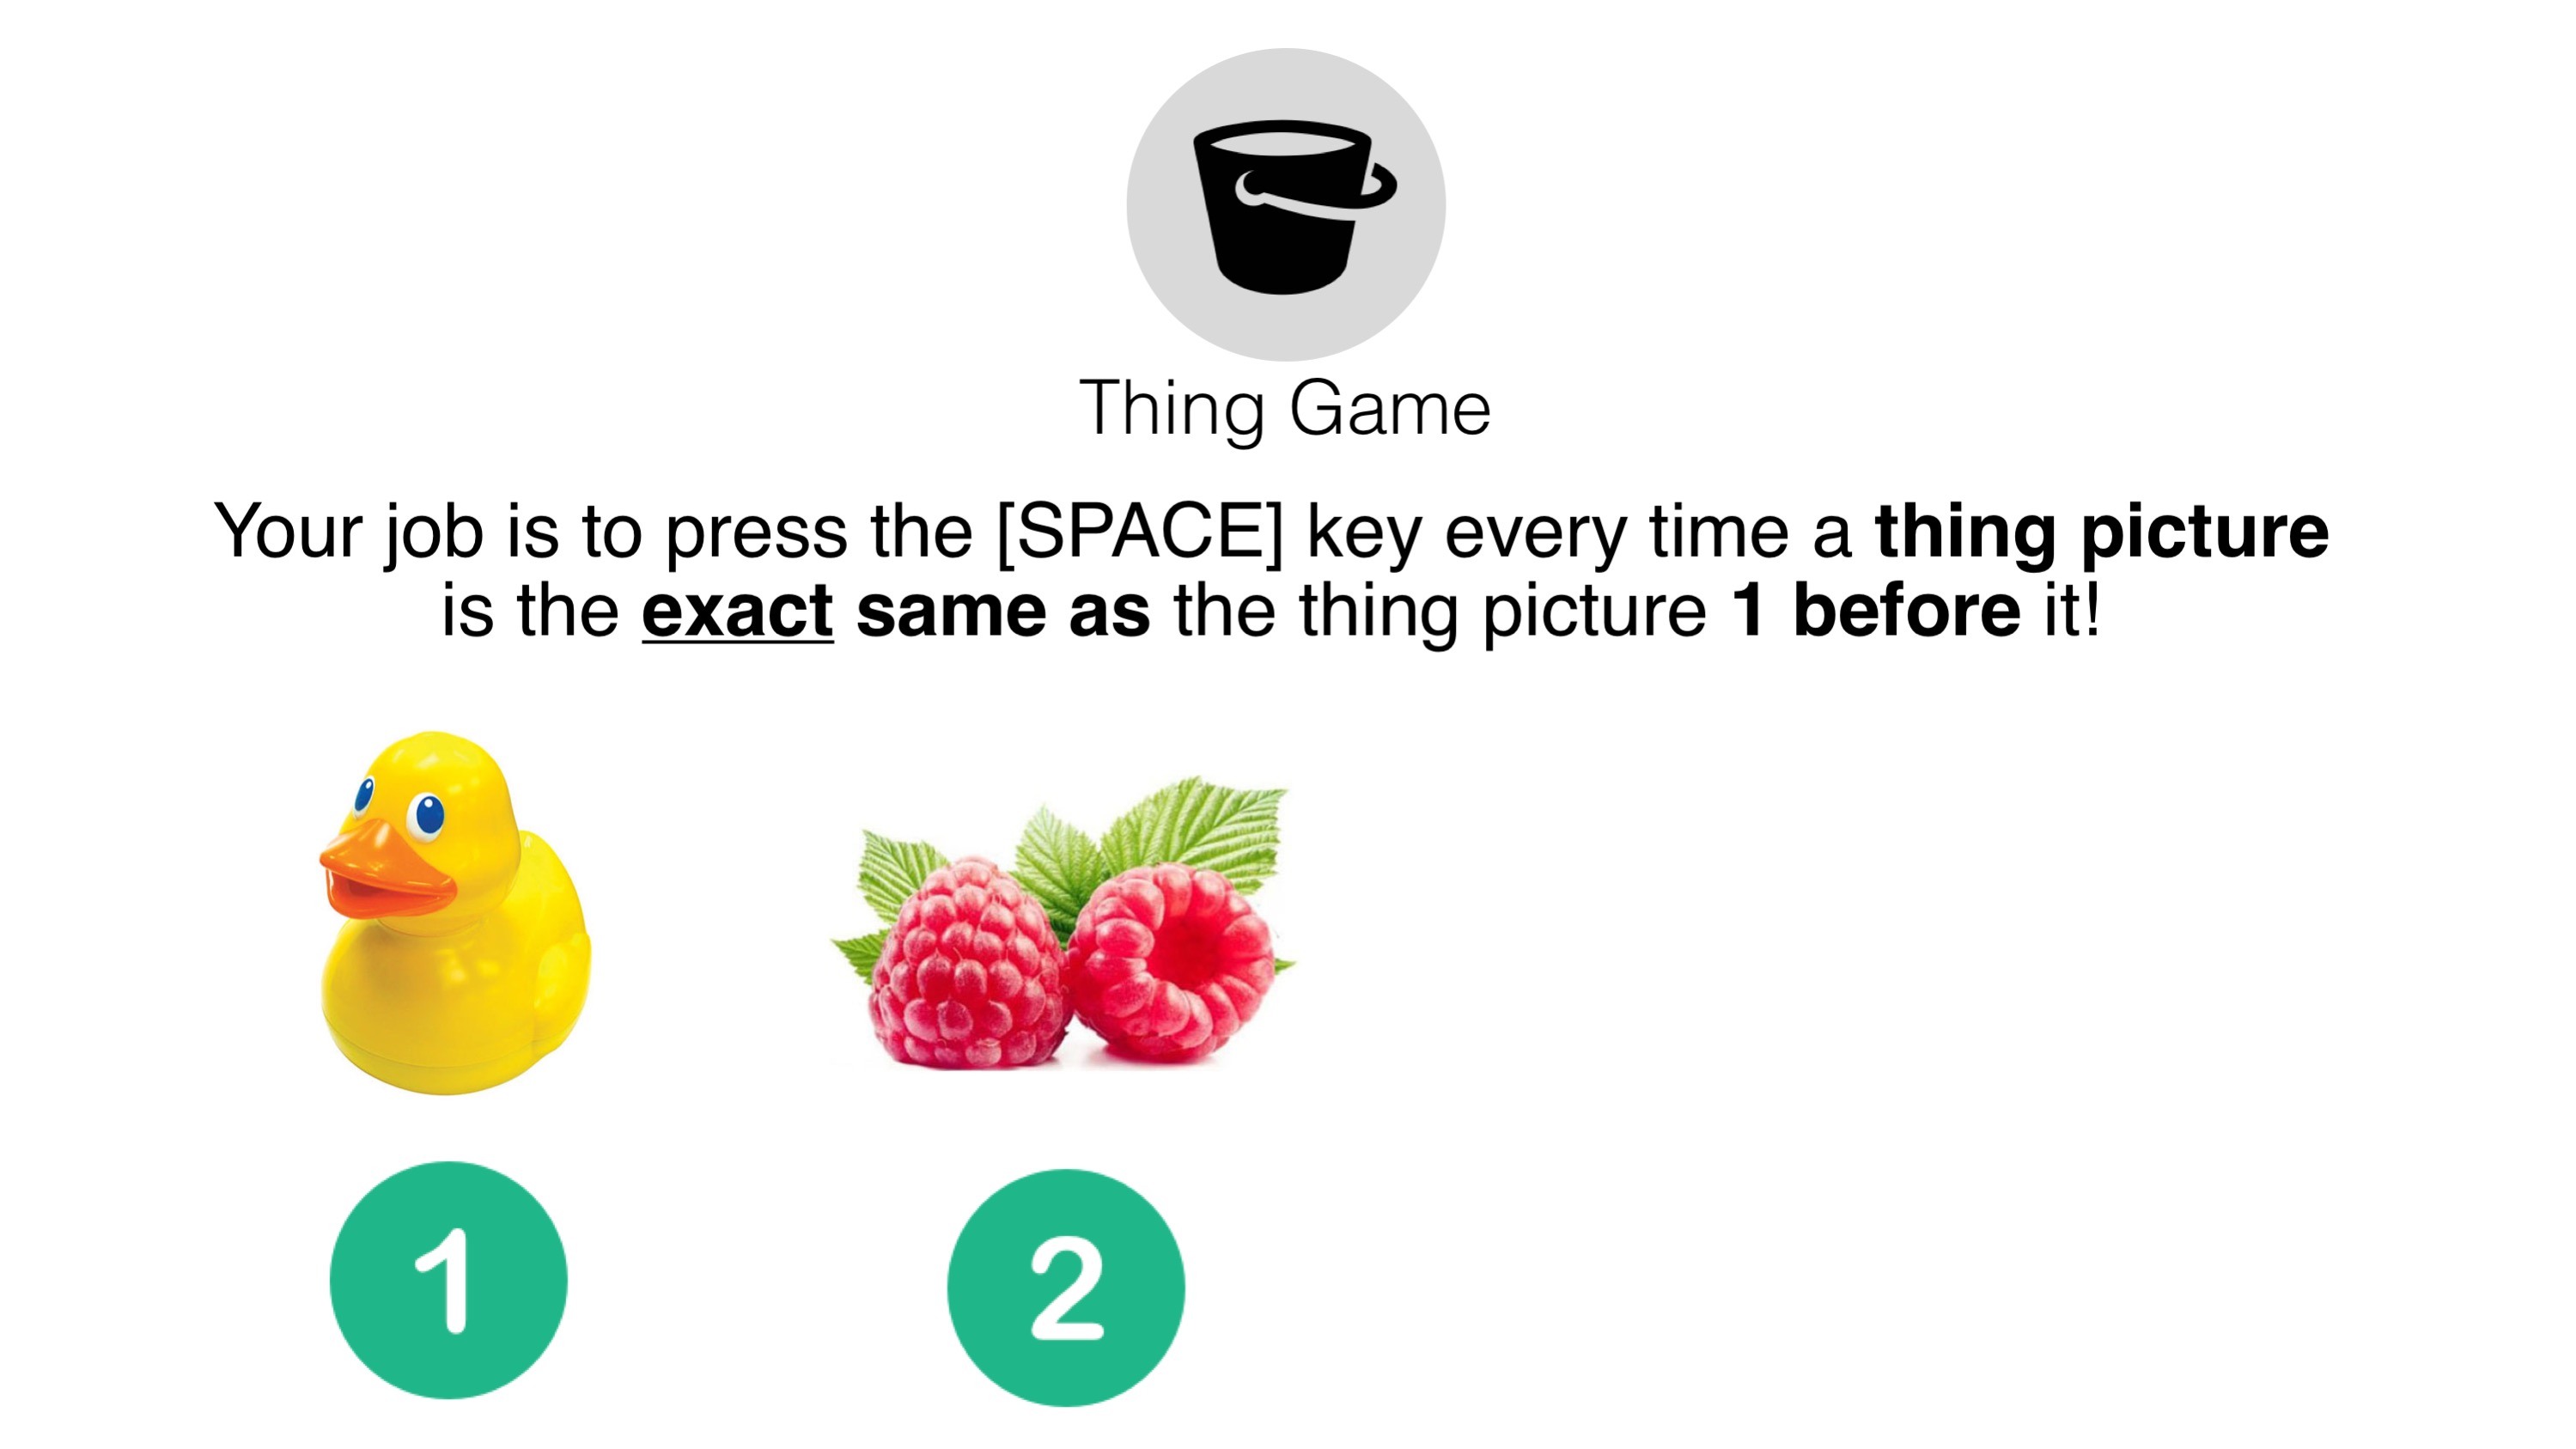 Thing Game
Your job is to press the [SPACE] key every time a thing picture
is the exact same as the thing picture 1 before it!
1
2